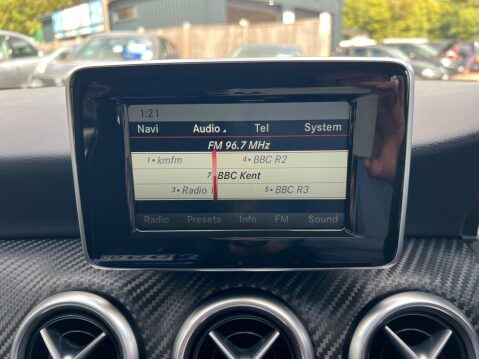 1:21
Navi Audio Tel System
FM 96.7 MHz
1 kmfm 4 BBC R2
7 BBC Kent
3 Radio 5 BBC R3
Radio Presets Info FM Sound